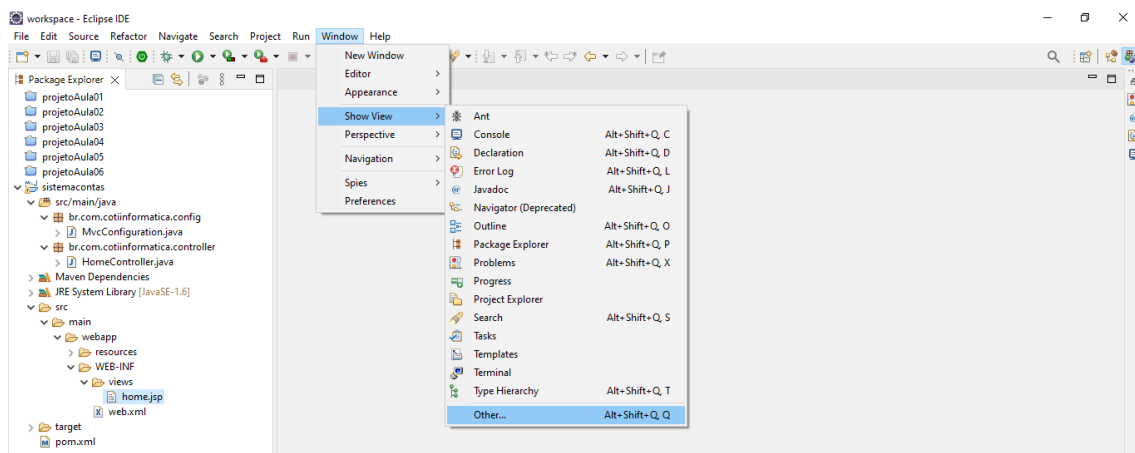 workspace - Eclipse IDE
File Edit Source Refactor Navigate Search Project Run Window Help
Package Explorer
projetoAula01
projetoAula02
projetoAula03
projetoAula04
projetoAula05
projetoAula06
sistemacontas
src/main/java
br.com.cotiinformatica.config
MvcConfiguration.java
br.com.cotiinformatica.controller
HomeController.java
Maven Dependencies
JRE System Library [JavaSE-1.6]
src
main
webapp
resources
WEB-INF
views
home.jsp
web.xml
target
pom.xml
New Window
Editor
Appearance
Show View
Perspective
Navigation
Spies
Preferences
Ant
Console Alt+Shift+Q, C
Declaration Alt+Shift+Q, D
Error Log Alt+Shift+Q, L
Javadoc Alt+Shift+Q, J
Navigator (Deprecated)
Outline Alt+Shift+Q, O
Package Explorer Alt+Shift+Q, P
Problems Alt+Shift+Q, X
Progress
Project Explorer
Search Alt+Shift+Q, S
Tasks
Templates
Terminal
Type Hierarchy Alt+Shift+Q, T
Other... Alt+Shift+Q, Q